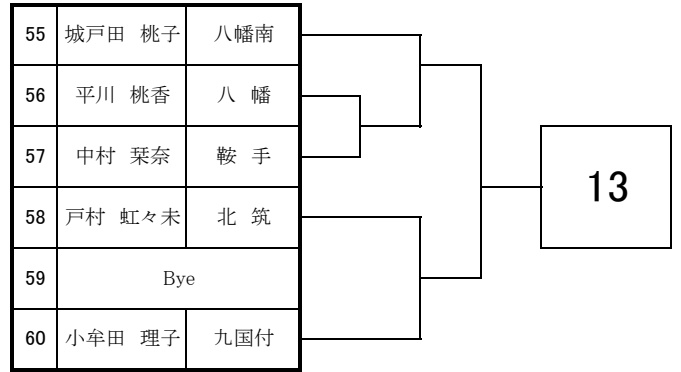 55 城戸田 桃子 八幡南
56 平川 桃香 八 幡
57 中村 栞奈 鞍 手
58 戸村 虹々未 北 筑
59 Bye
60 小牟田 理子 九国付
13